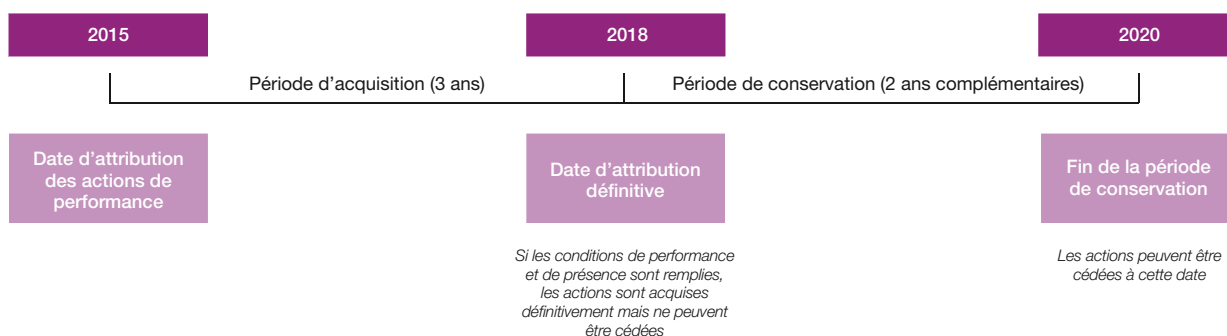 2015
2018
2020
Période d'acquisition (3 ans)
Période de conservation (2 ans complémentaires)
Date d'attribution
des actions de
performance
Date d'attribution
définitive
Fin de la période
de conservation
Si les conditions de performance
et de présence sont remplies,
les actions sont acquises
définitivement mais ne peuvent
être cédées
Les actions peuvent être
cédées à cette date